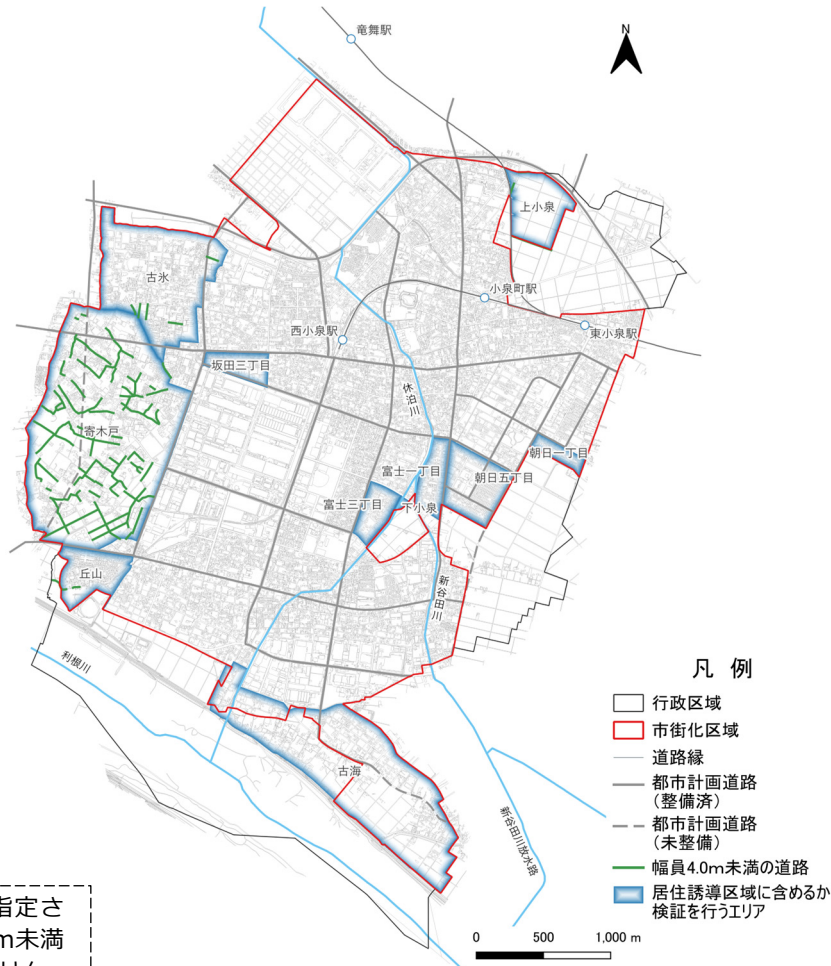 竜舞駅
N
上小泉
古氷
小泉町駅
西小泉駅
東小泉駅
坂田三丁目
休泊川
寄木戸
朝日一丁目
富士一丁目
朝日五丁目
富士三丁目
下小泉
丘山
新谷田川
利根川
古海
新谷田川放水路
凡 例
行政区域
市街化区域
道路縁
都市計画道路
(整備済)
都市計画道路
(未整備)
幅員4.0m未満の道路
居住誘導区域に含めるか
検証を行うエリア
0 500 1,000 m
指定さ
m未満